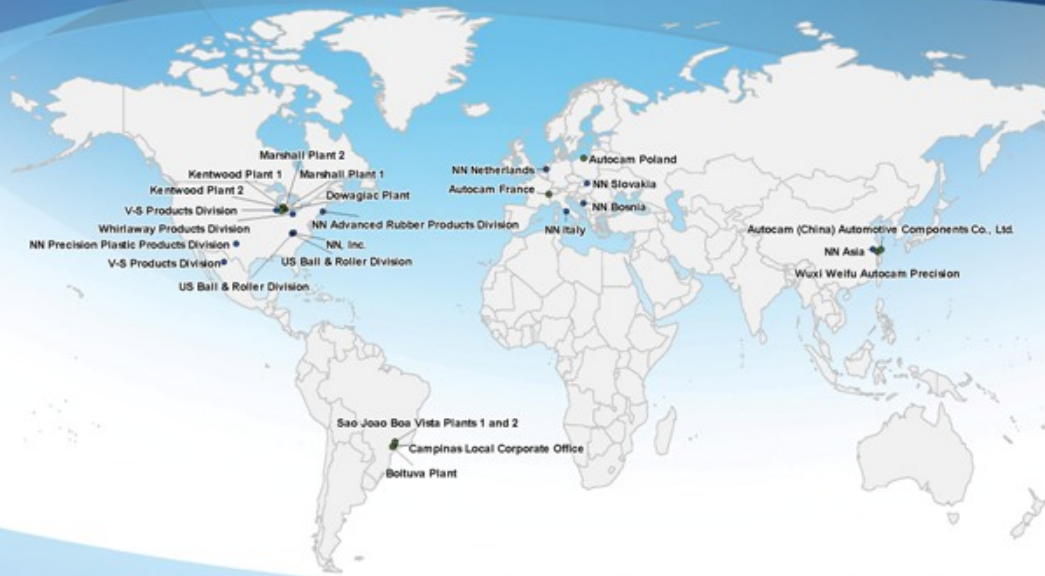 Marshall Plant 2
Kentwood Plant 1
Marshall Plant 1
Kentwood Plant 2
Dowagiac Plant
V-S Products Division
NN Advanced Rubber Products Division
Whirlaway Products Division
NN Precision Plastic Products Division
NN, Inc.
V-S Products Division
US Ball & Roller Division
US Ball & Roller Division
Autocam Poland
NN Netherlands
NN Slovakia
Autocam France
NN Bosnia
NN Italy
Autocam (China) Automotive Components Co., Ltd.
NN Asia
Wuxi Weifu Autocam Precision
Sao Joao Boa Vista Plants 1 and 2
Campinas Local Corporate Office
Boituva Plant